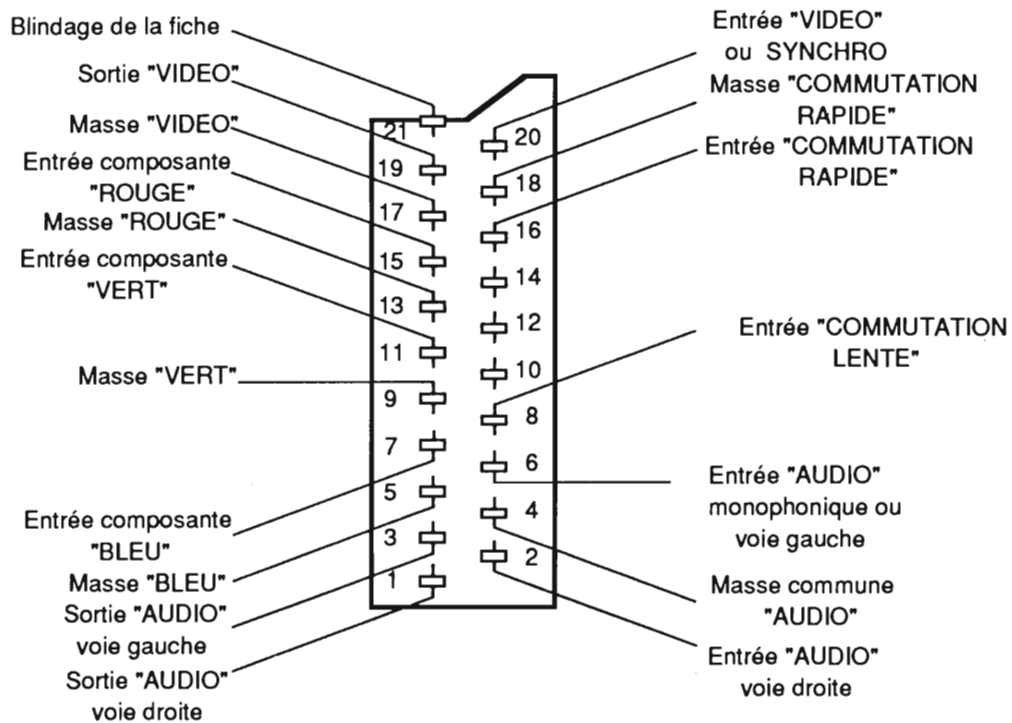 Blindage de la fiche
Sortie "VIDEO"
Masse "VIDEO"
Entrée composante
"ROUGE"
Masse "ROUGE"
Entrée composante
"VERT"
Masse "VERT"
Entrée composante
"BLEU"
Masse "BLEU"
Sortie "AUDIO"
voie gauche
Sortie "AUDIO"
voie droite
21
19
17
15
13
11
9
7
5
3
1
20
18
16
14
12
10
8
6
4
2
Entrée "VIDEO"
ou SYNCHRO
Masse "COMMUTATION
RAPIDE"
Entrée "COMMUTATION
RAPIDE"
Entrée "COMMUTATION
LENTE"
Entrée "AUDIO"
monophonique ou
voie gauche
Masse commune
"AUDIO"
Entrée "AUDIO"
voie droite